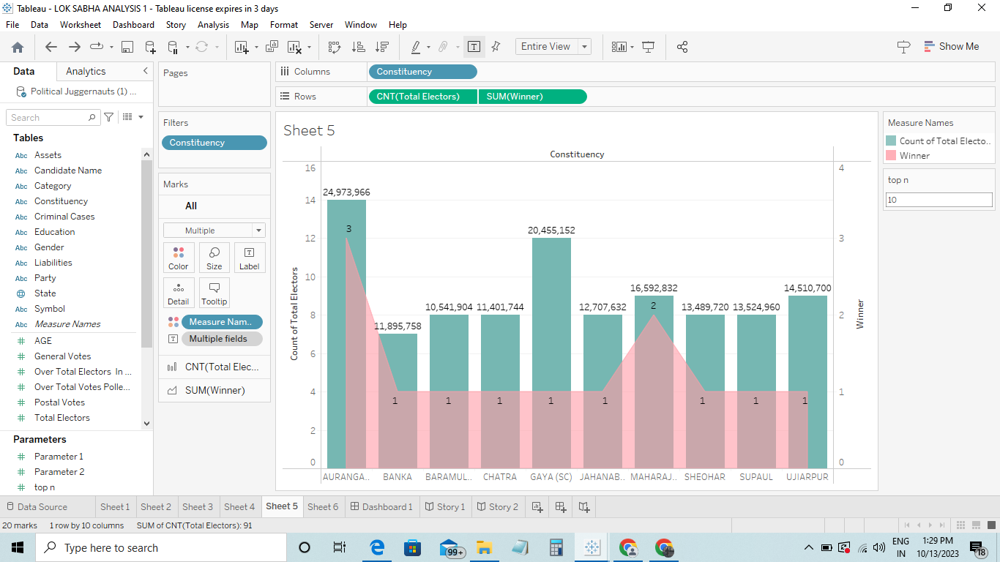 Tableau - LOK SABHA ANALYSIS 1 - Tableau license expires in 3 days
File Data Worksheet Dashboard Story Analysis Map Format Server Window Help
Entire View
Show Me
Data Analytics
Political Juggernauts (1) ...
Search
Tables
Abc Assets
Abc Candidate Name
Abc Category
Abc Constituency
Abc Criminal Cases
Abc Education
Abc Gender
Abc Liabilities
Abc Party
State
Abc Symbol
Abc Measure Names
# AGE
# General Votes
# Over Total Electors In ...
# Over Total Votes Polle...
# Postal Votes
# Total Electors
Parameters
# Parameter 1
# Parameter 2
# top n
Pages
Filters
Constituency
Marks
All
Multiple
Color Size Label
Detail Tooltip
Measure Nam..
Multiple fields
CNT(Total Elec...
SUM(Winner)
Columns Constituency
Rows CNT(Total Electors) SUM(Winner)
Sheet 5
Constituency
Count of Total Electors
16
14
12
10
8
6
4
2
0
24,973,966
11,895,758
10,541,904
11,401,744
20,455,152
12,707,632
16,592,832
13,489,720
13,524,960
14,510,700
3
1
1
1
1
1
2
1
1
1
AURANGA.. BANKA BARAMUL.. CHATRA GAYA (SC) JAHANAB.. MAHARAJ.. SHEOHAR SUPAUL UJIARPUR
4
3
2
1
0
Winner
Measure Names
Count of Total Electo..
Winner
top n
10
Data Source Sheet 1 Sheet 2 Sheet 3 Sheet 4 Sheet 5 Sheet 6 Dashboard 1 Story 1 Story 2
20 marks 1 row by 10 columns SUM of CNT(Total Electors): 91
Type here to search
99+
ENG
IN
1:29 PM
10/13/2023
18